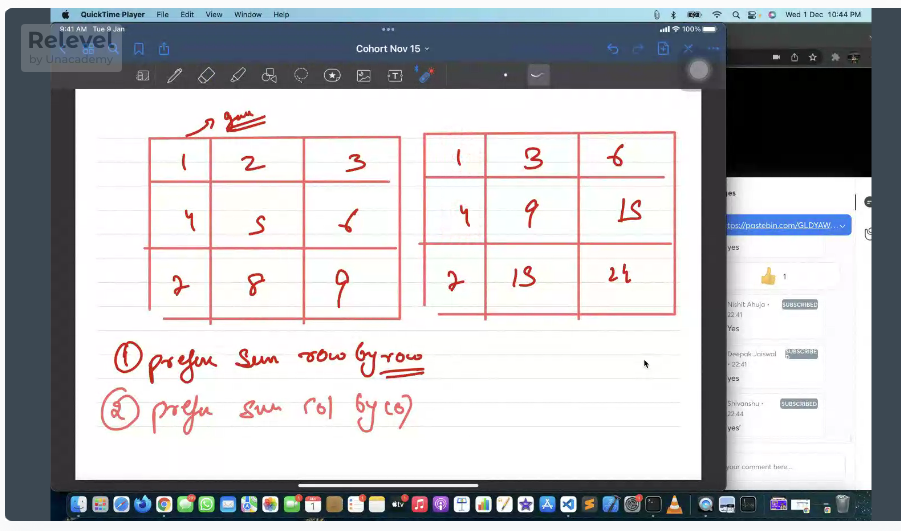 QuickTime Player File Edit View Window Help Wed 1 Dec 10:44 PM
9:41 AM Tue 9 Jan 100%
Relevel
by Unacademy
Cohort Nov 15
1 2 3
4 5 6
7 8 9
1 3 6
4 9 15
7 15 24
① prefix sum row by row
② prefix sum col by col
ges
tps://pastebin.com/GLDYAW...
yes
👍 1
Nishit Ahuja • SUBSCRIBED
22:41
Yes
Deepak Jaiswal SUBSCRIBED
• 22:41
yes
Shivanshu • SUBSCRIBED
22:44
yes'
your comment here...